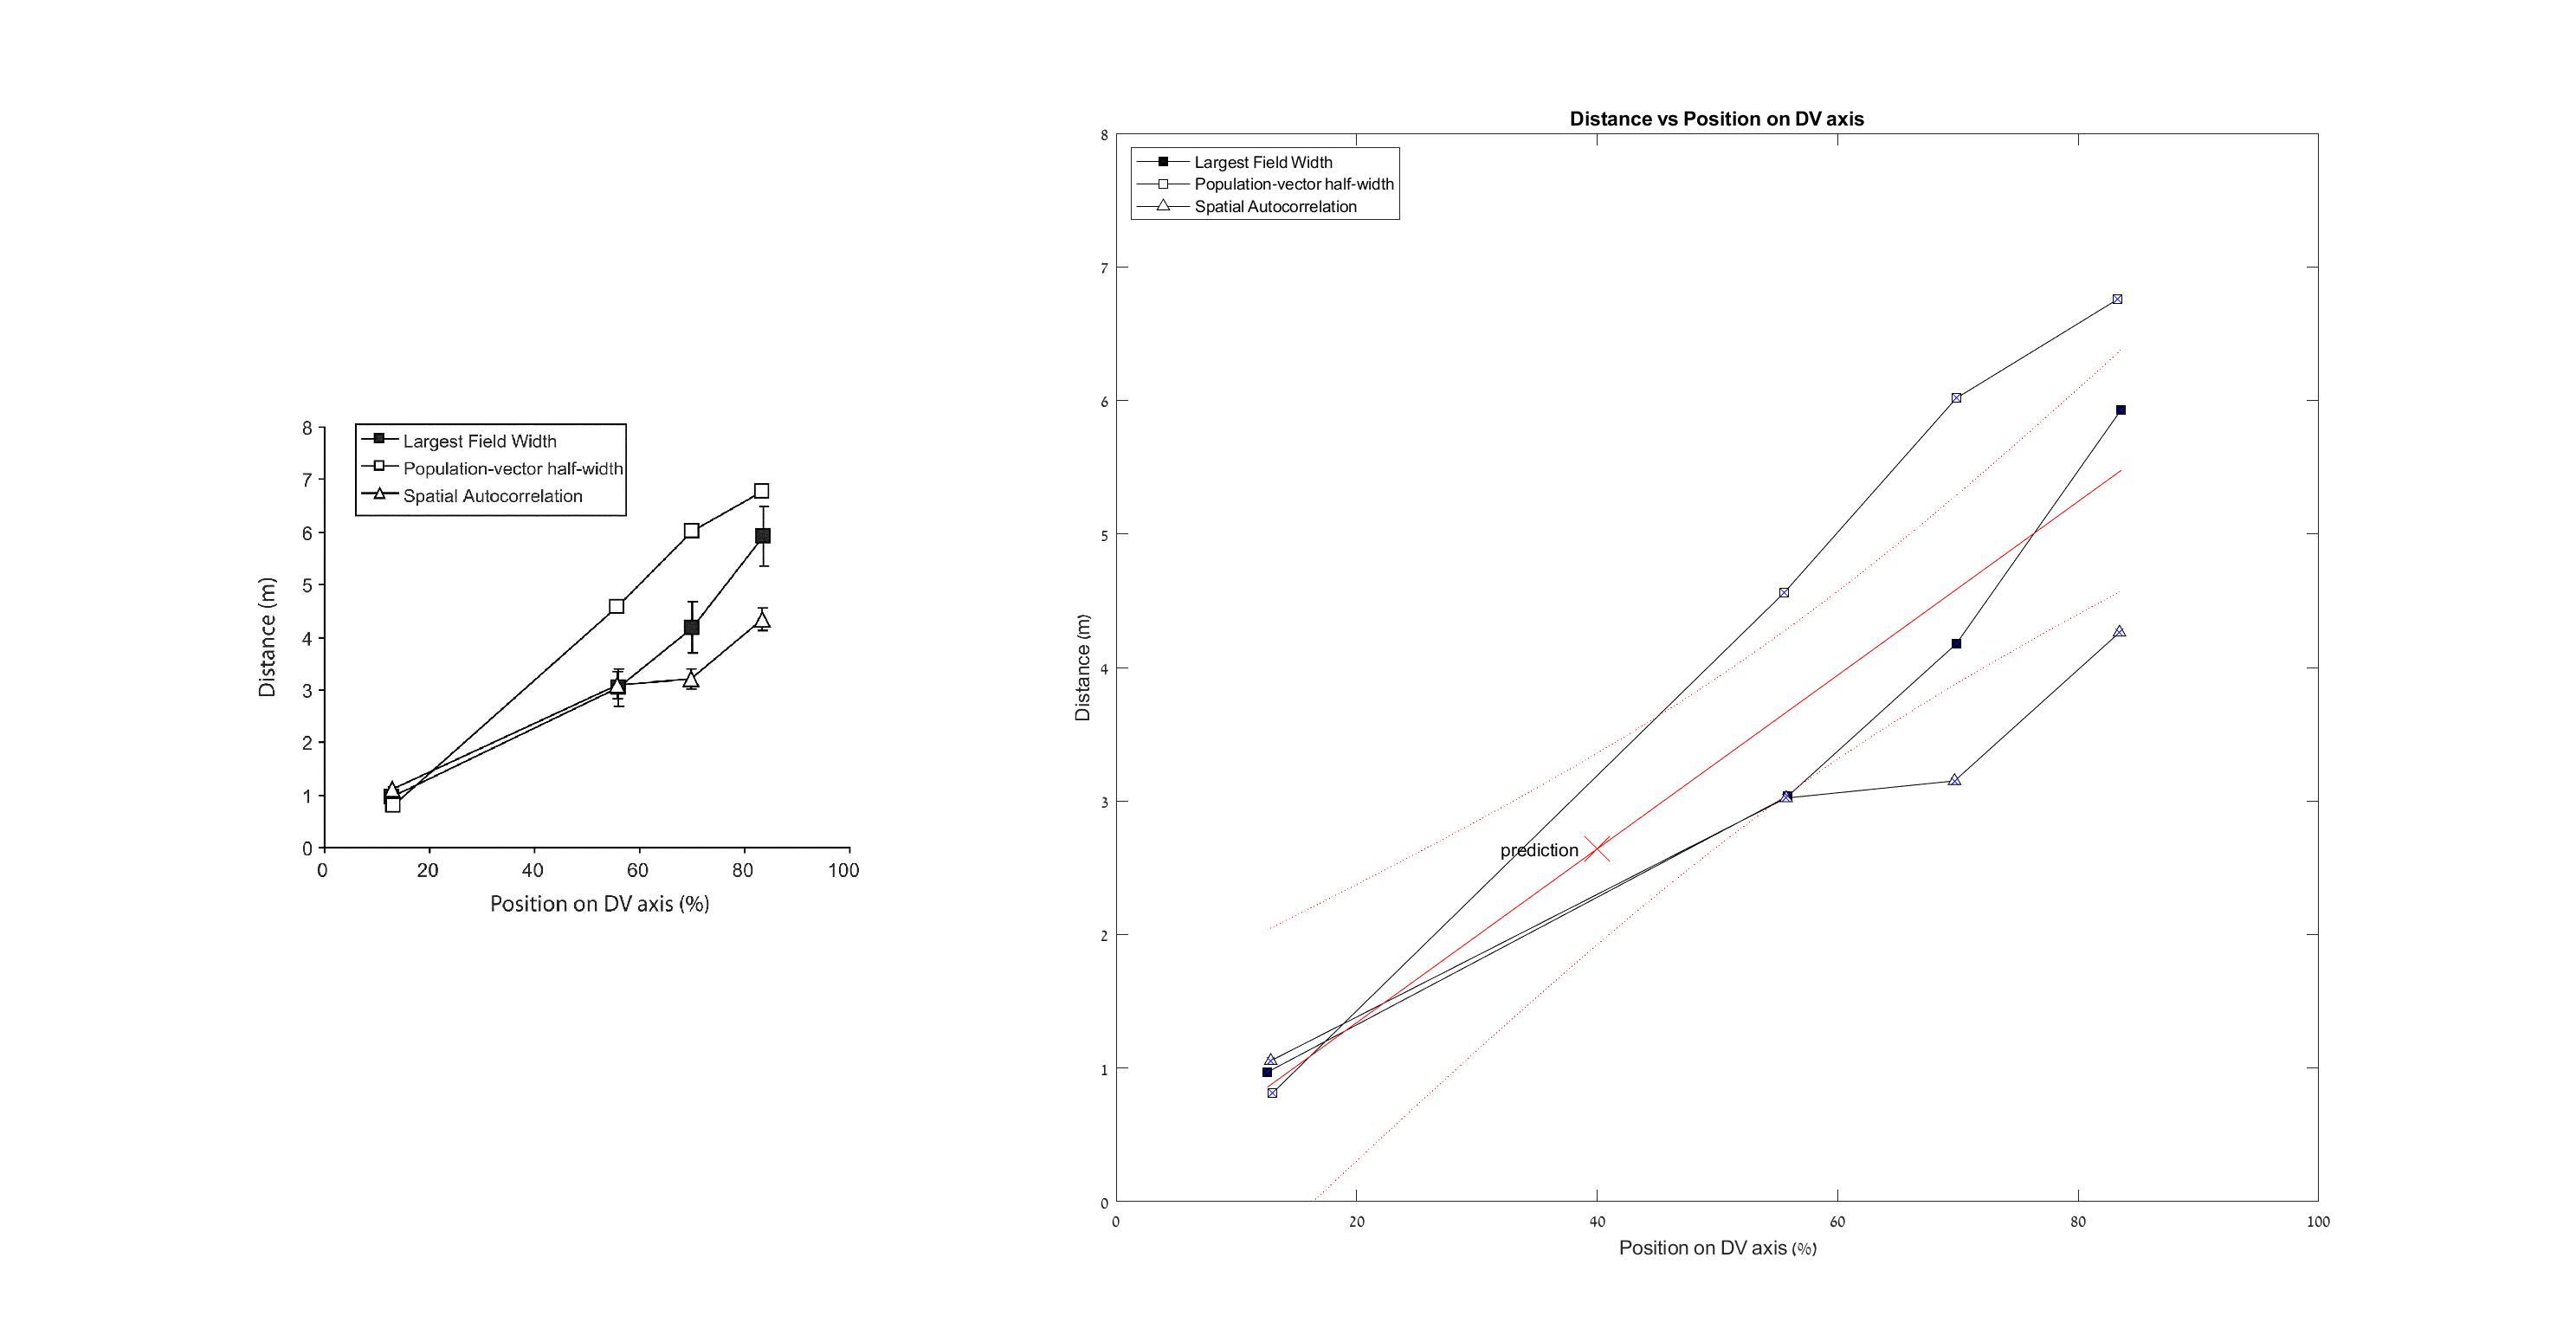 8
7
6
5
4
3
2
1
0
Distance (m)
Largest Field Width
Population-vector half-width
Spatial Autocorrelation
0 20 40 60 80 100
Position on DV axis (%)
Distance vs Position on DV axis
8
7
6
5
4
3
2
1
0
Distance (m)
Largest Field Width
Population-vector half-width
Spatial Autocorrelation
prediction
0 20 40 60 80 100
Position on DV axis (%)